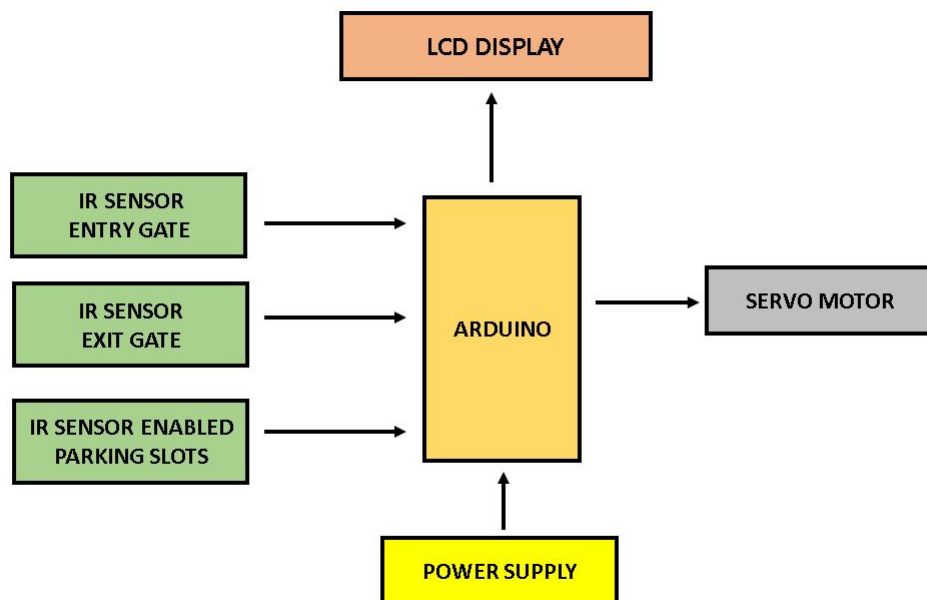 LCD DISPLAY
IR SENSOR
ENTRY GATE
IR SENSOR
EXIT GATE
IR SENSOR ENABLED
PARKING SLOTS
ARDUINO
SERVO MOTOR
POWER SUPPLY